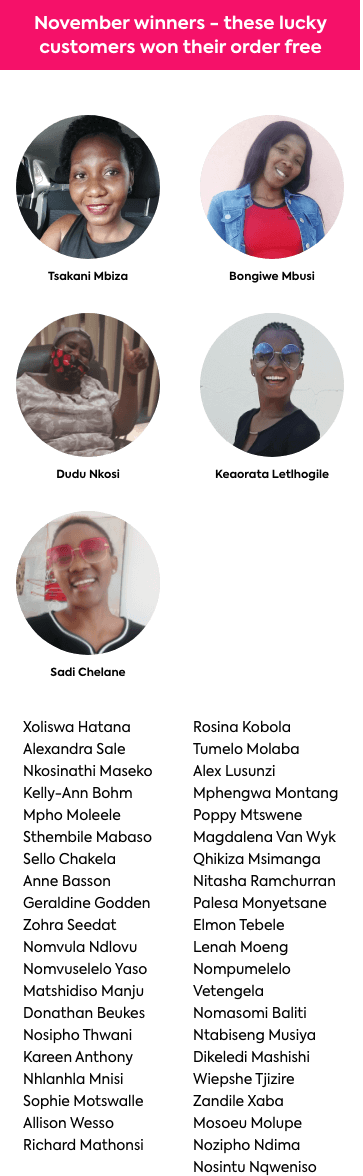 November winners - these lucky
customers won their order free
Tsakani Mbiza
Bongiwe Mbusi
Dudu Nkosi
Keaorata Letlhogile
Sadi Chelane
Xoliswa Hatana
Alexandra Sale
Nkosinathi Maseko
Kelly-Ann Bohm
Mpho Moleele
Sthembile Mabaso
Sello Chakela
Anne Basson
Geraldine Godden
Zohra Seedat
Nomvula Ndlovu
Nomvuselelo Yaso
Matshidiso Manju
Donathan Beukes
Nosipho Thwani
Kareen Anthony
Nhlanhla Mnisi
Sophie Motswalle
Allison Wesso
Richard Mathonsi
Rosina Kobola
Tumelo Molaba
Alex Lusunzi
Mphengwa Montang
Poppy Mtswene
Magdalena Van Wyk
Qhikiza Msimanga
Nitasha Ramchurran
Palesa Monyetsane
Elmon Tebele
Lenah Moeng
Nompumelelo
Vetengela
Nomasomi Baliti
Ntabiseng Musiya
Dikeledi Mashishi
Wiepshe Tjizire
Zandile Xaba
Mosoeu Molupe
Nozipho Ndima
Nosintu Nqweniso